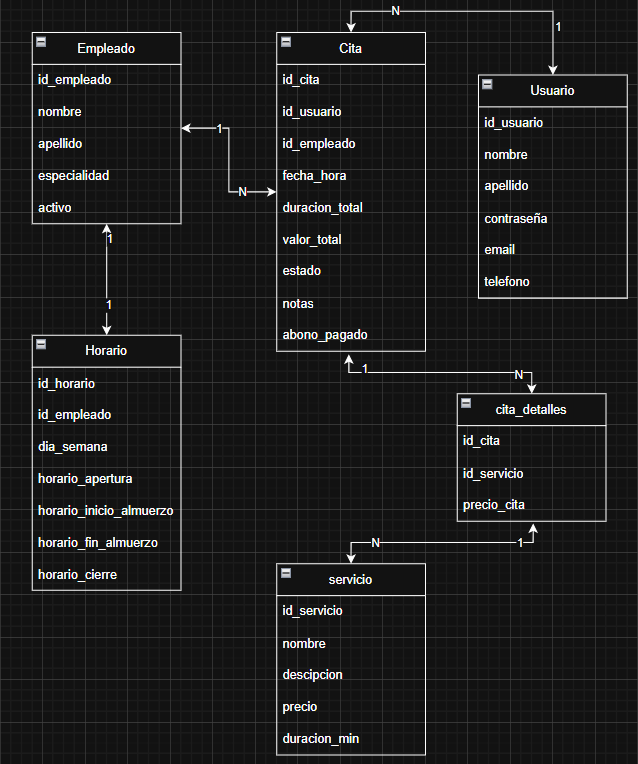 Empleado
id_empleado
nombre
apellido
especialidad
activo
1
N
Cita
id_cita
id_usuario
id_empleado
fecha_hora
duracion_total
valor_total
estado
notas
abono_pagado
N
1
Usuario
id_usuario
nombre
apellido
contraseña
email
telefono
1
1
Horario
id_horario
id_empleado
dia_semana
horario_apertura
horario_inicio_almuerzo
horario_fin_almuerzo
horario_cierre
1
N
cita_detalles
id_cita
id_servicio
precio_cita
N
1
servicio
id_servicio
nombre
descipcion
precio
duracion_min